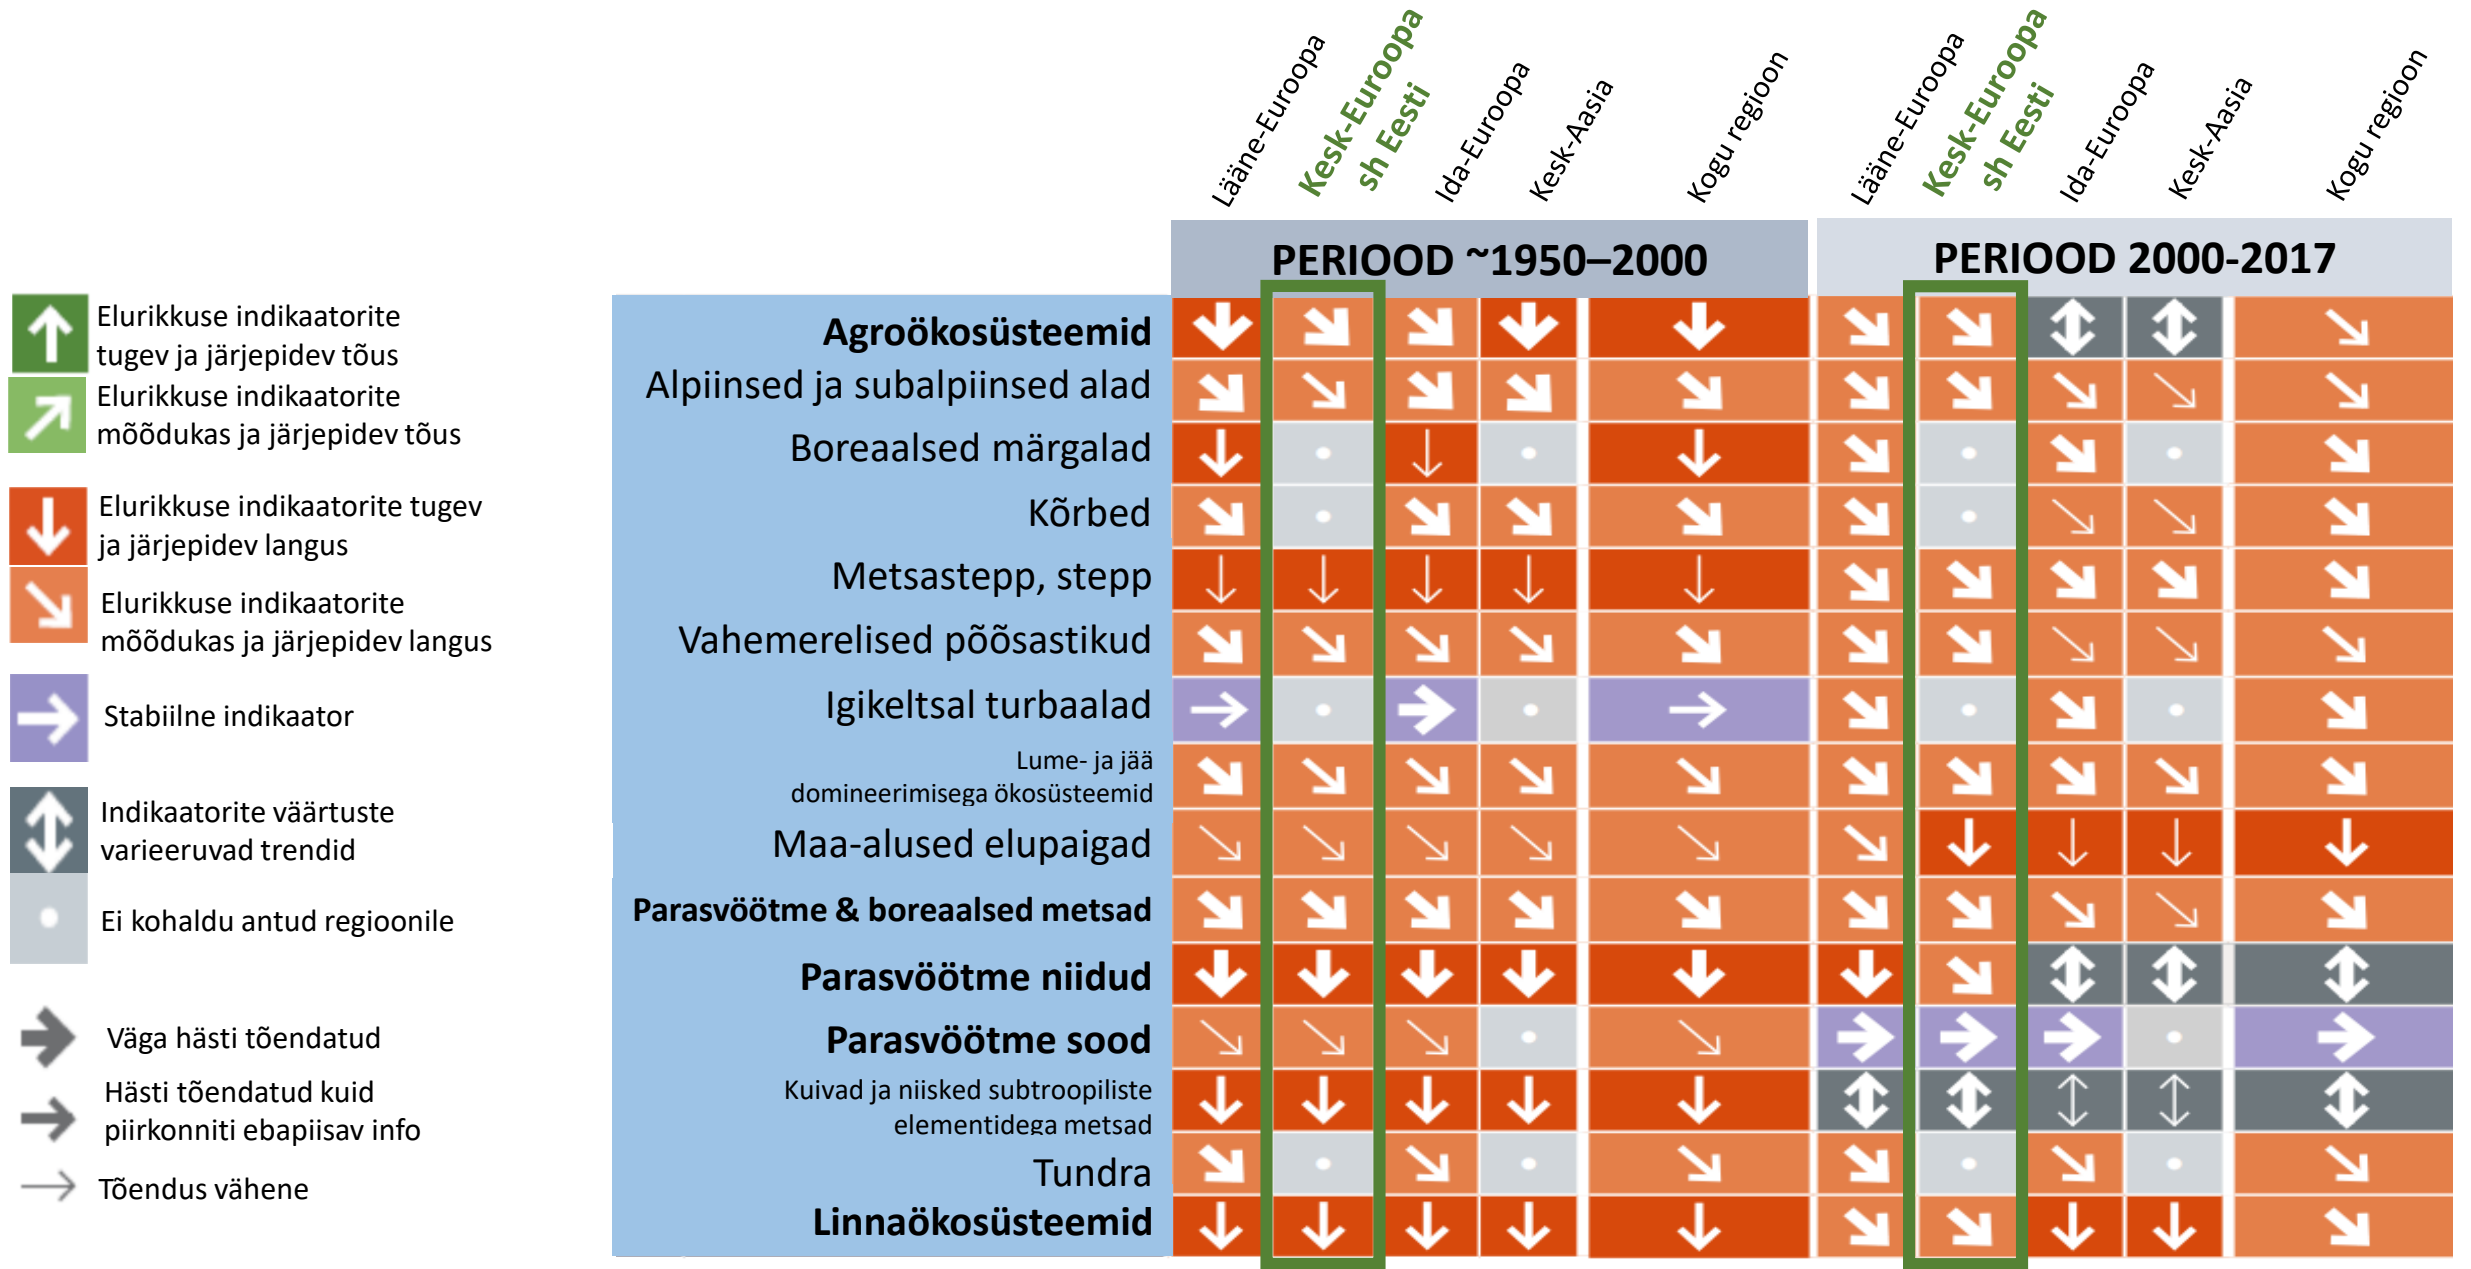 Lääne-Euroopa
Kesk-Euroopa
sh Eesti
Ida-Euroopa
Kesk-Aasia
Kogu regioon
Lääne-Euroopa
Kesk-Euroopa
sh Eesti
Ida-Euroopa
Kesk-Aasia
Kogu regioon
PERIOOD ~1950–2000
PERIOOD 2000-2017
Elurikkuse indikaatorite
tugev ja järjepidev tõus
Elurikkuse indikaatorite
mõõdukas ja järjepidev tõus
Elurikkuse indikaatorite tugev
ja järjepidev langus
Elurikkuse indikaatorite
mõõdukas ja järjepidev langus
Stabiilne indikaator
Indikaatorite väärtuste
varieeruvad trendid
Ei kohaldu antud regioonile
Väga hästi tõendatud
Hästi tõendatud kuid
piirkonniti ebapiisav info
Tõendus vähene
Agroökosüsteemid
Alpiinsed ja subalpiinsed alad
Boreaalsed märgalad
Kõrbed
Metsastepp, stepp
Vahemerelised põõsastikud
Igikeltsal turbaalad
Lume- ja jää
domineerimisega ökosüsteemid
Maa-alused elupaigad
Parasvöötme & boreaalsed metsad
Parasvöötme niidud
Parasvöötme sood
Kuivad ja niisked subtroopiliste
elementidega metsad
Tundra
Linnaökosüsteemid